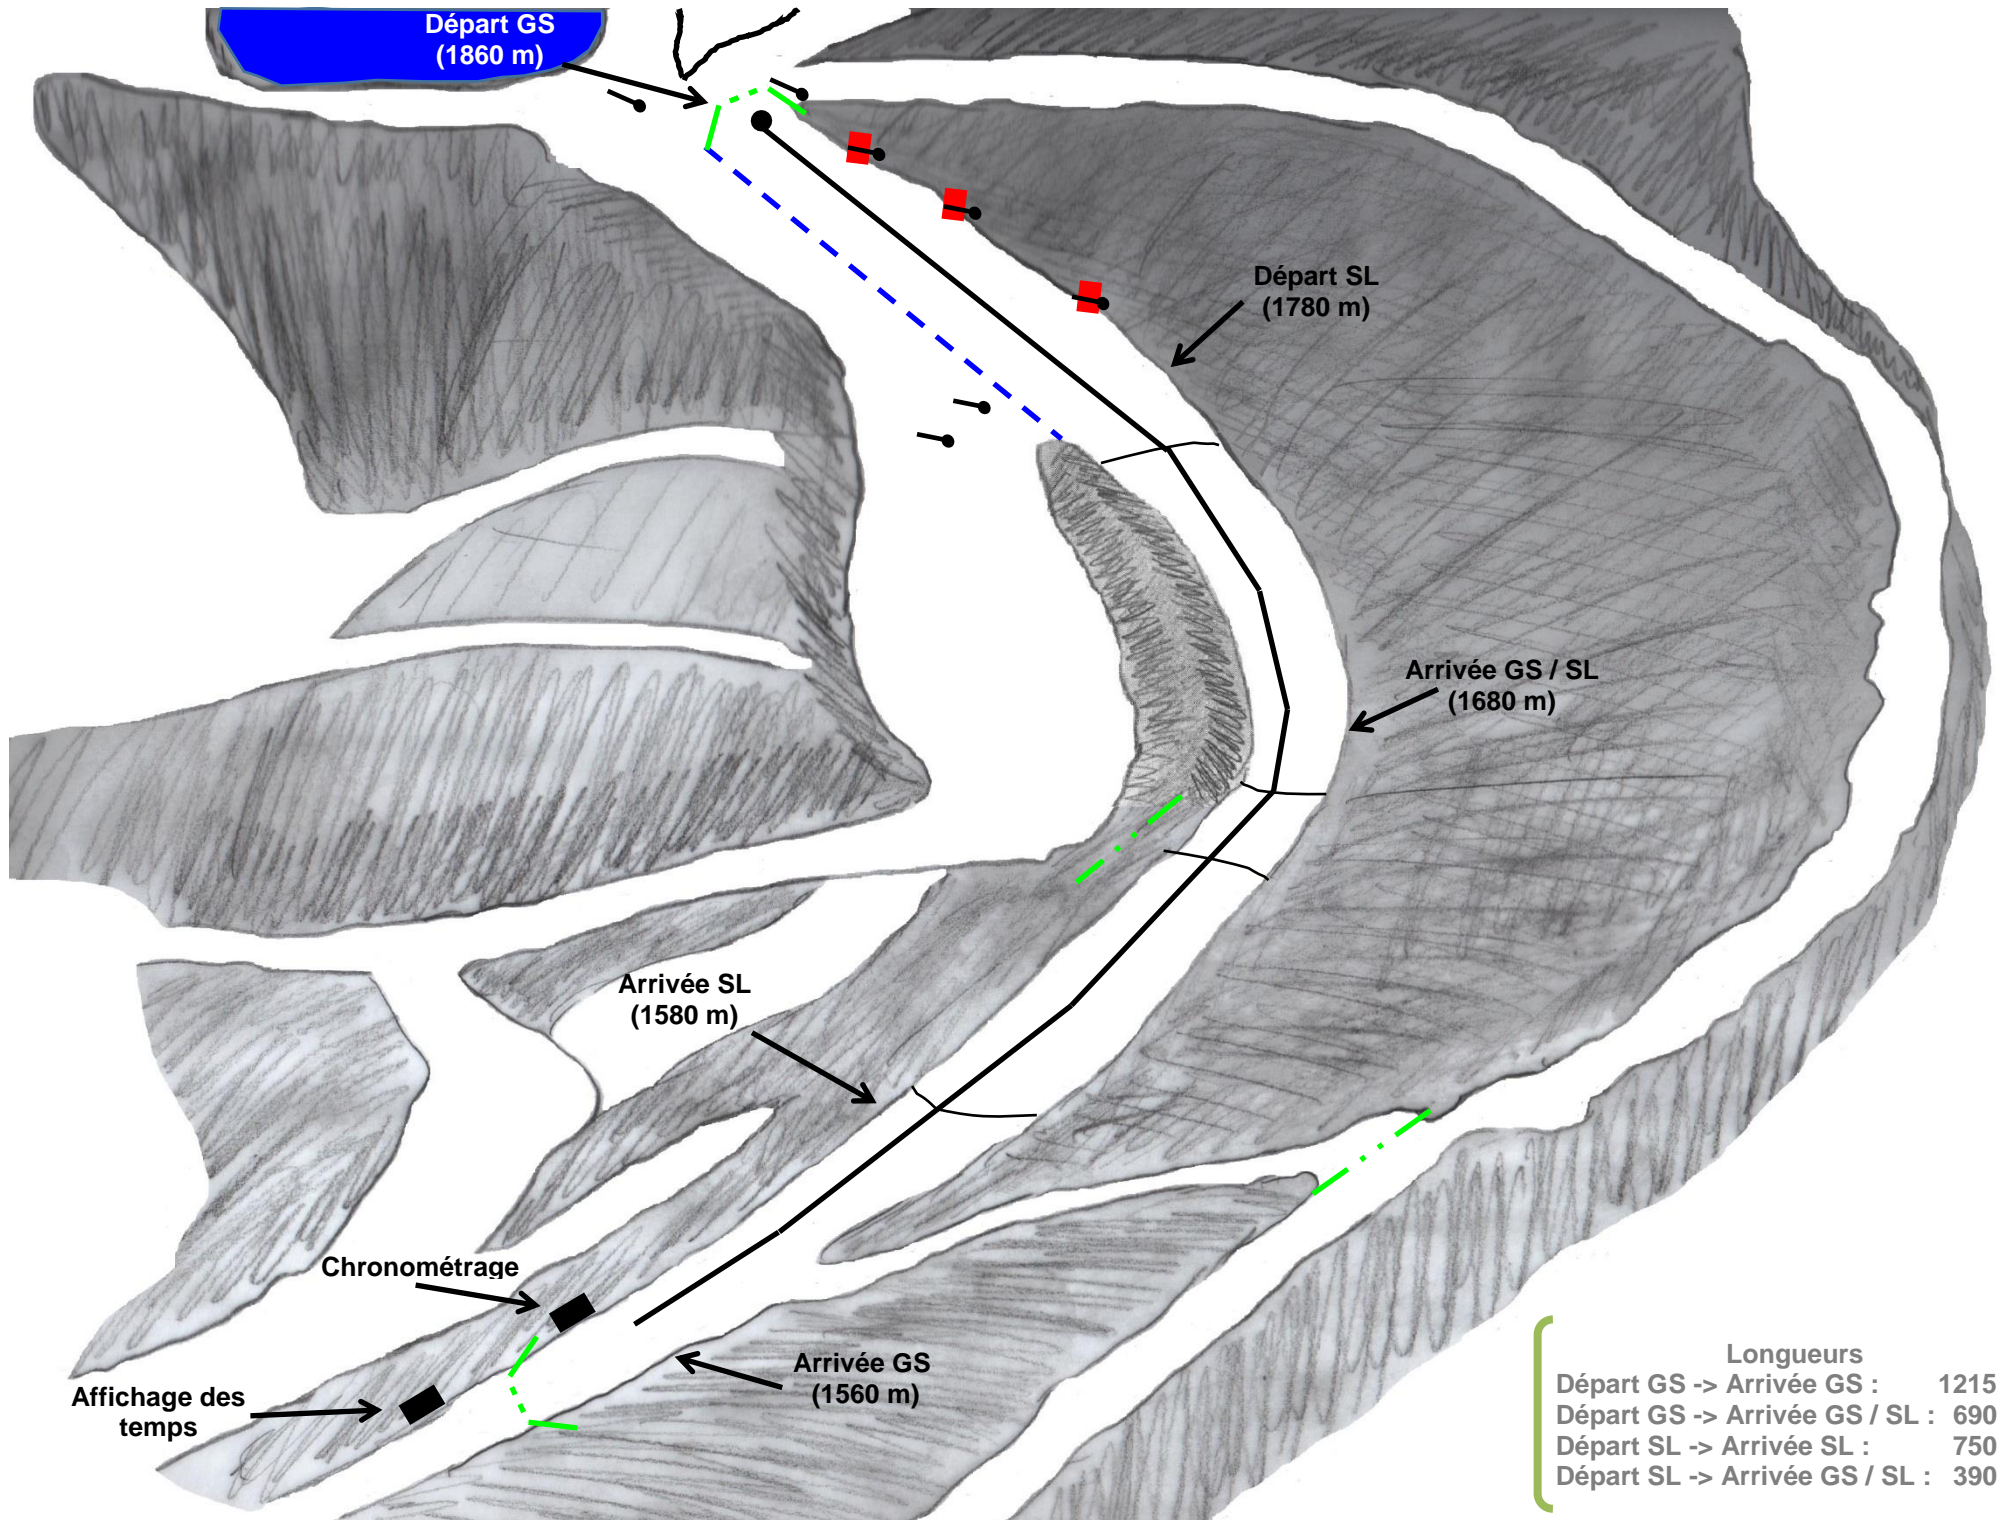 Départ GS
(1860 m)
Départ SL
(1780 m)
Arrivée GS / SL
(1680 m)
Arrivée SL
(1580 m)
Chronométrage
Arrivée GS
(1560 m)
Affichage des
temps
Longueurs
Départ GS -> Arrivée GS : 1215
Départ GS -> Arrivée GS / SL : 690
Départ SL -> Arrivée SL : 750
Départ SL -> Arrivée GS / SL : 390